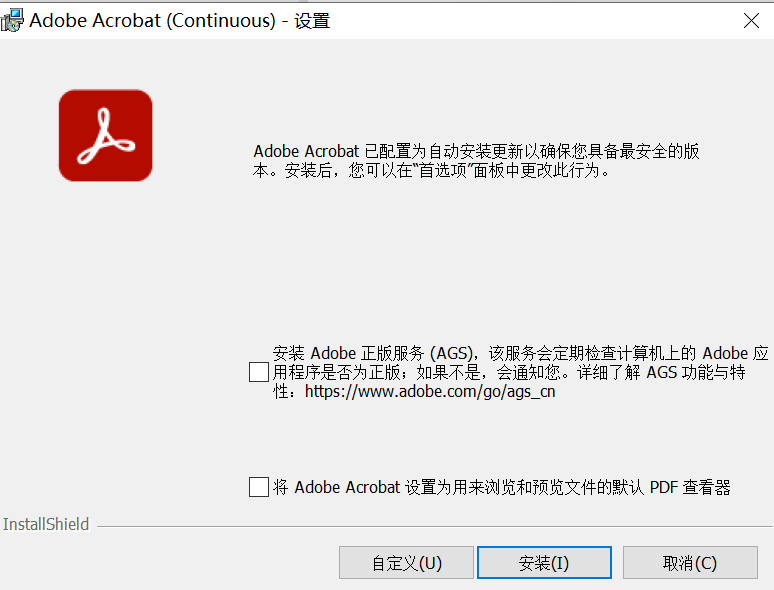 Adobe Acrobat (Continuous) - 设置
Adobe Acrobat 已配置为自动安装更新以确保您具备最安全的版
本。安装后，您可以在“首选项”面板中更改此行为。
安装 Adobe 正版服务 (AGS)，该服务会定期检查计算机上的 Adobe 应
用程序是否为正版；如果不是，会通知您。详细了解 AGS 功能与特
性：https://www.adobe.com/go/ags_cn
将 Adobe Acrobat 设置为用来浏览和预览文件的默认 PDF 查看器
InstallShield
自定义(U)
安装(I)
取消(C)